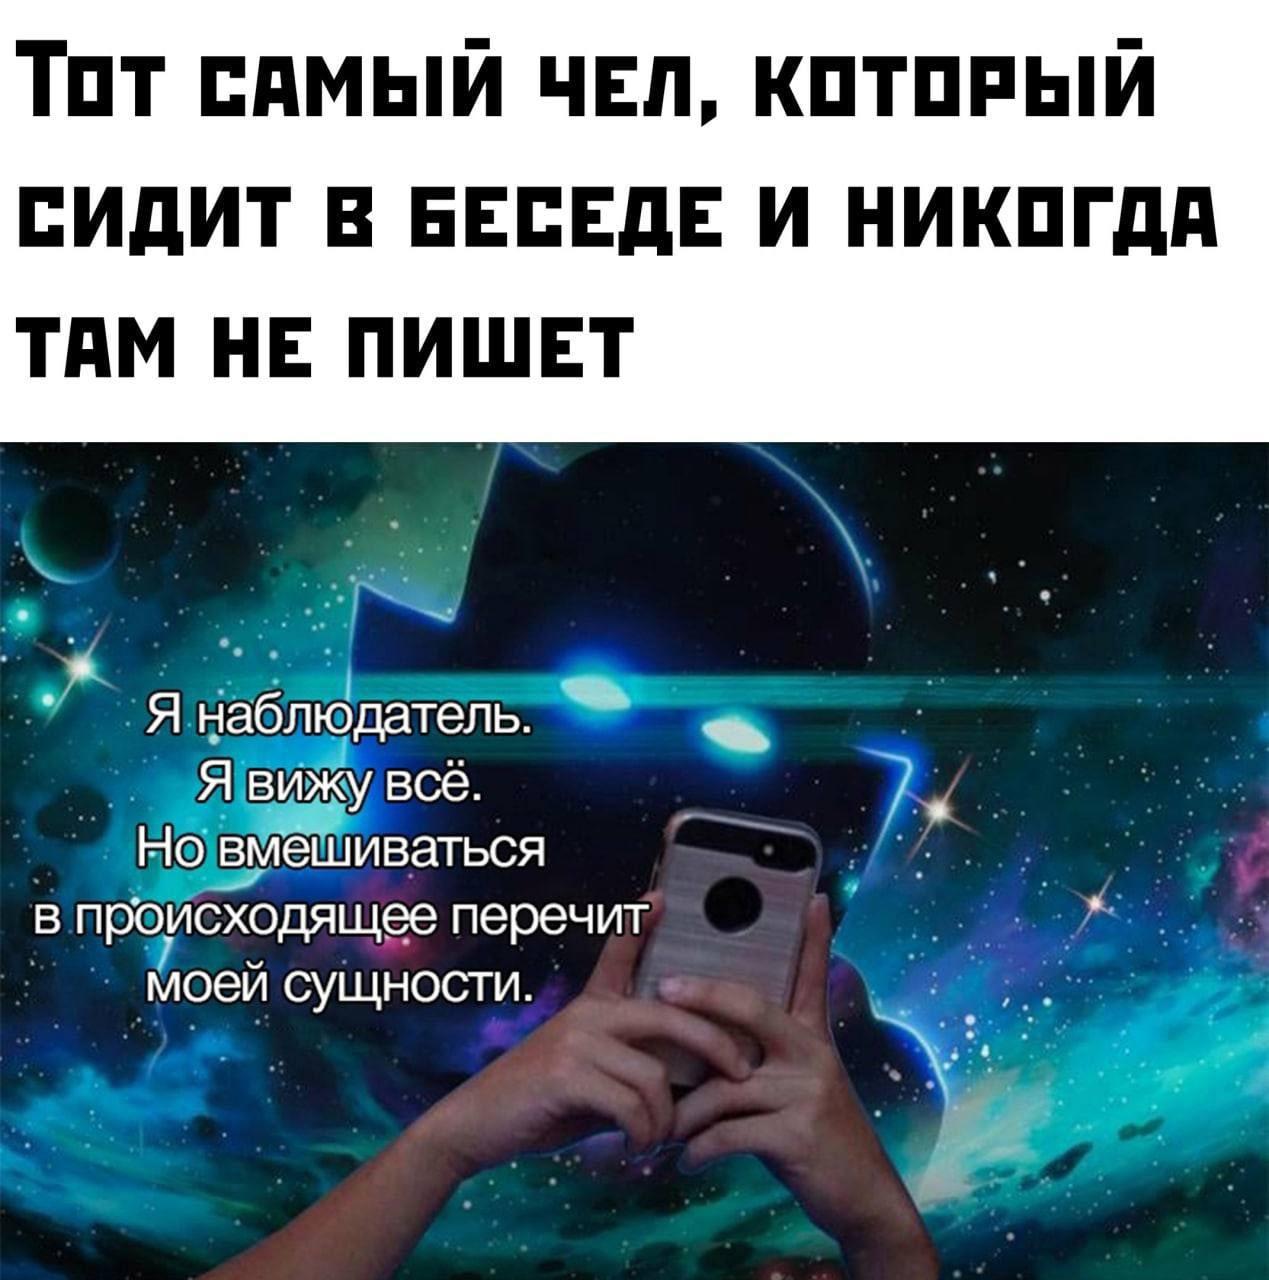 Тот самый чел, который
сидит в беседе и никогда
там не пишет
Я наблюдатель.
Я вижу всё.
Но вмешиваться
в происходящее перечит
моей сущности.